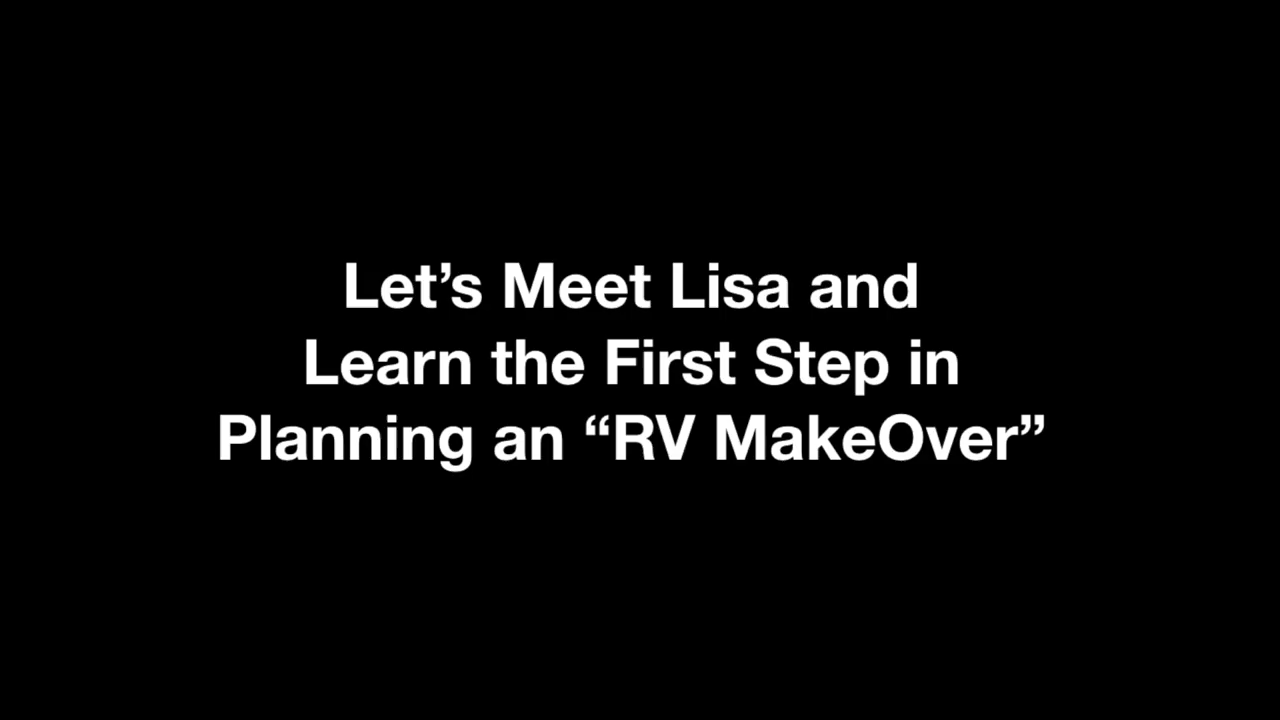 Let’s Meet Lisa and
Learn the First Step in
Planning an “RV MakeOver”